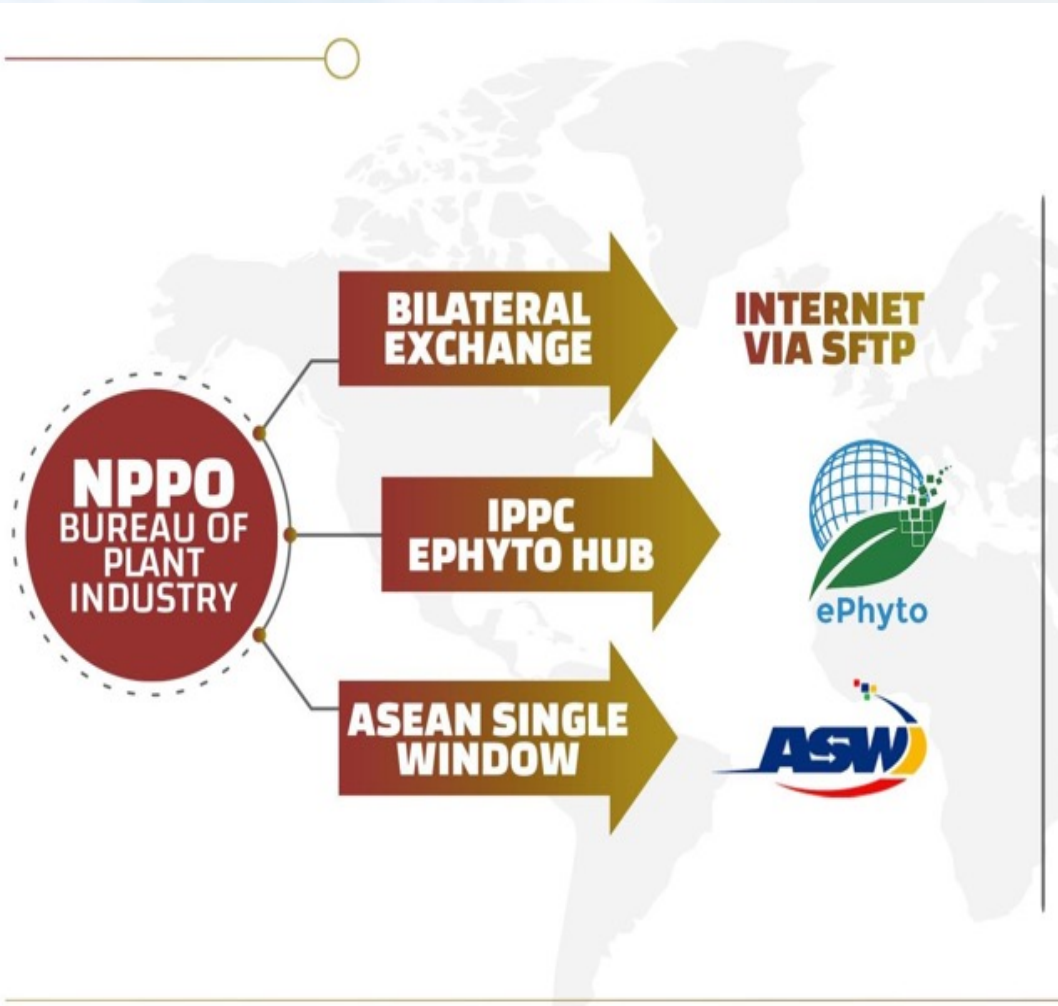 BILATERAL
EXCHANGE
INTERNET
VIA SFTP
NPPO
BUREAU OF
PLANT
INDUSTRY
IPPC
EPHYTO HUB
ePhyto
ASEAN SINGLE
WINDOW
ASW